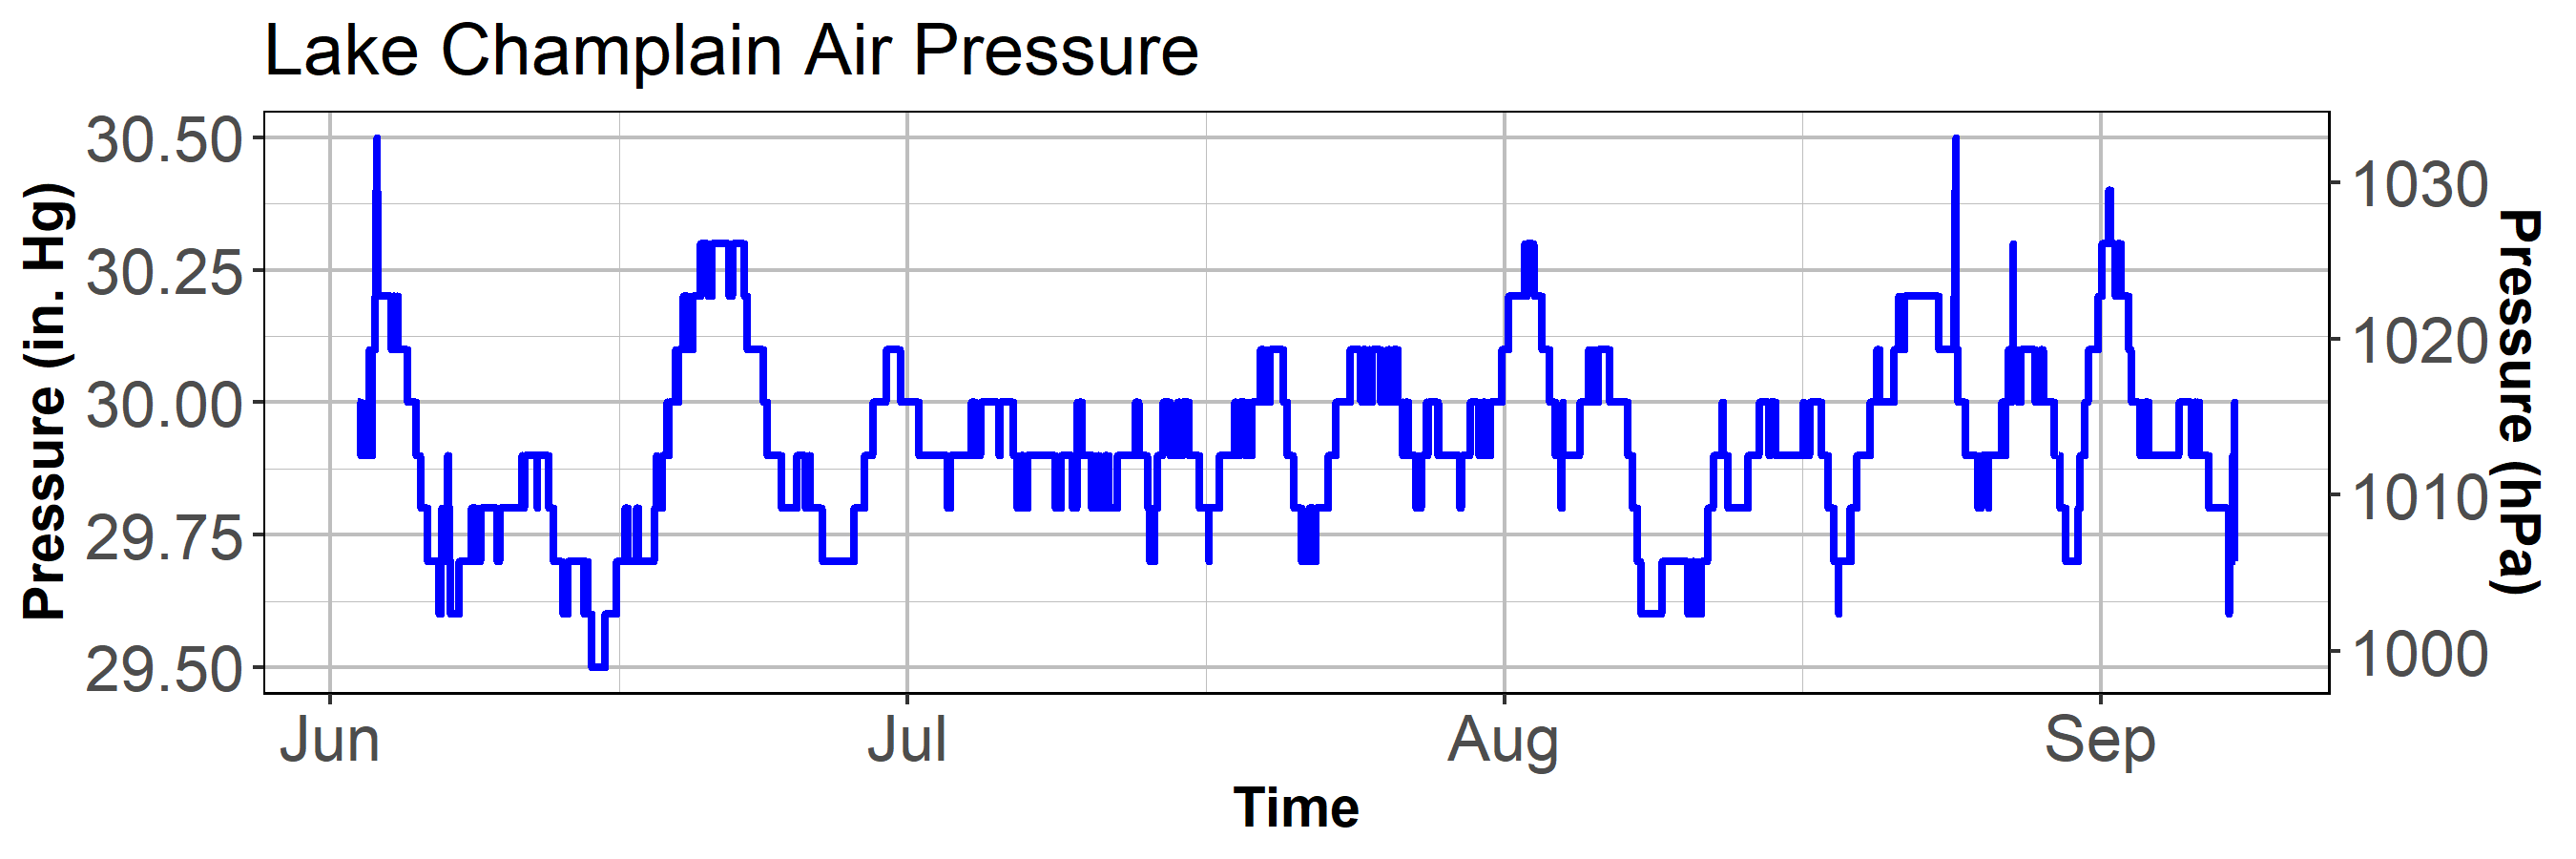 Lake Champlain Air Pressure
Pressure (in. Hg)
30.50
30.25
30.00
29.75
29.50
1030
1020
1010
1000
Pressure (hPa)
Jun Jul Aug Sep
Time